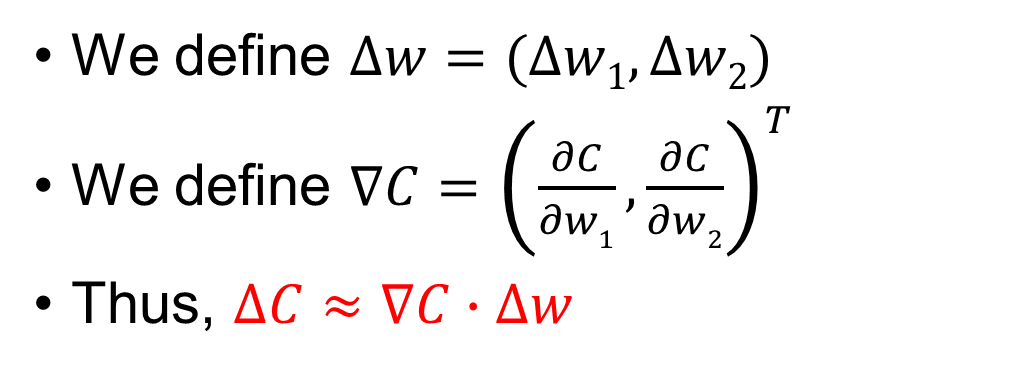 • We define Δw = (Δw₁, Δw₂)
• We define ∇C = (∂C/∂w₁, ∂C/∂w₂)ᵀ
• Thus, ΔC ≈ ∇C · Δw